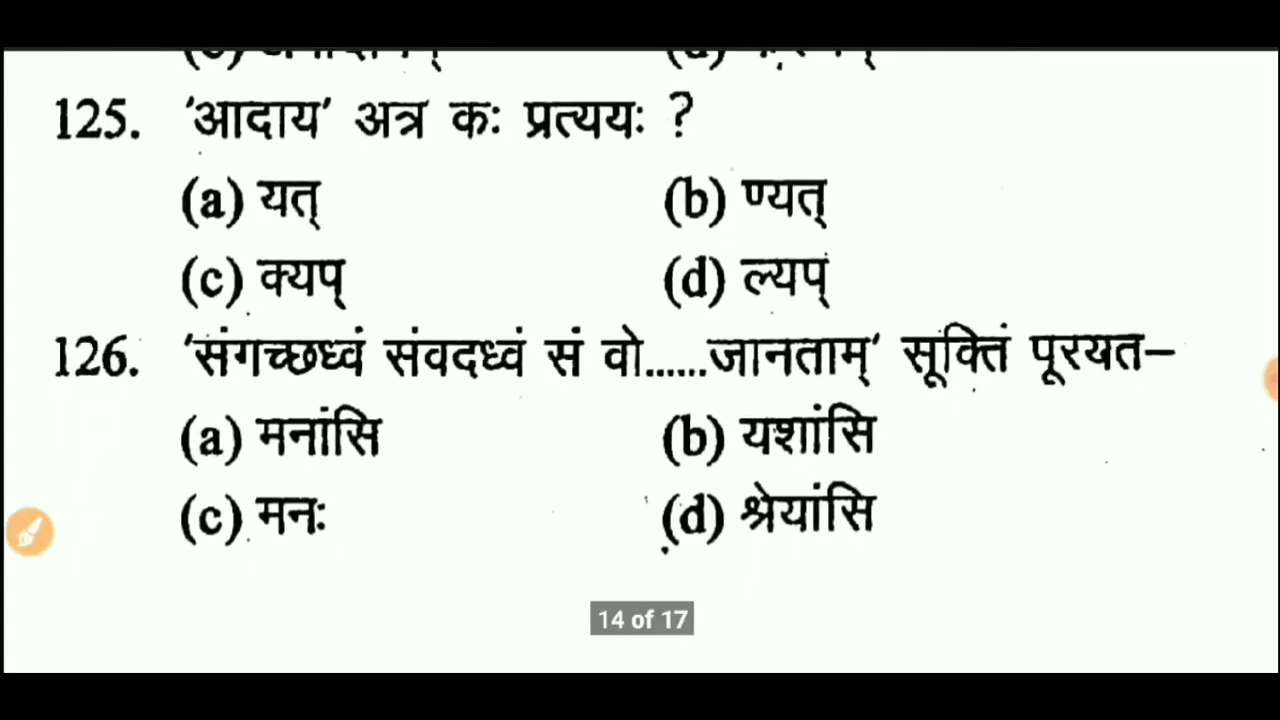 125. 'आदाय' अत्र कः प्रत्ययः ?
(a) यत् (b) ण्यत्
(c) क्यप् (d) ल्यप्
126. 'संगच्छध्वं संवदध्वं सं वो......जानताम्' सूक्तिं पूरयत–
(a) मनांसि (b) यशांसि
(c) मनः (d) श्रेयांसि
14 of 17